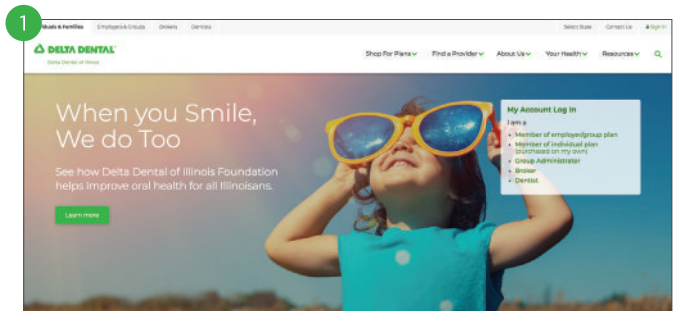 1
Individuals & Families Employers & Groups Brokers Dentists Select State Contact Us Sign In
DELTA DENTAL®
Delta Dental of Illinois
Shop For Plans Find a Provider About Us Your Health Resources
When you Smile,
We do Too
See how Delta Dental of Illinois Foundation
helps improve oral health for all Illinoisans.
Learn more
My Account Log In
I am a
• Member of employer/group plan
• Member of individual plan
(purchased on my own)
• Group Administrator
• Broker
• Dentist